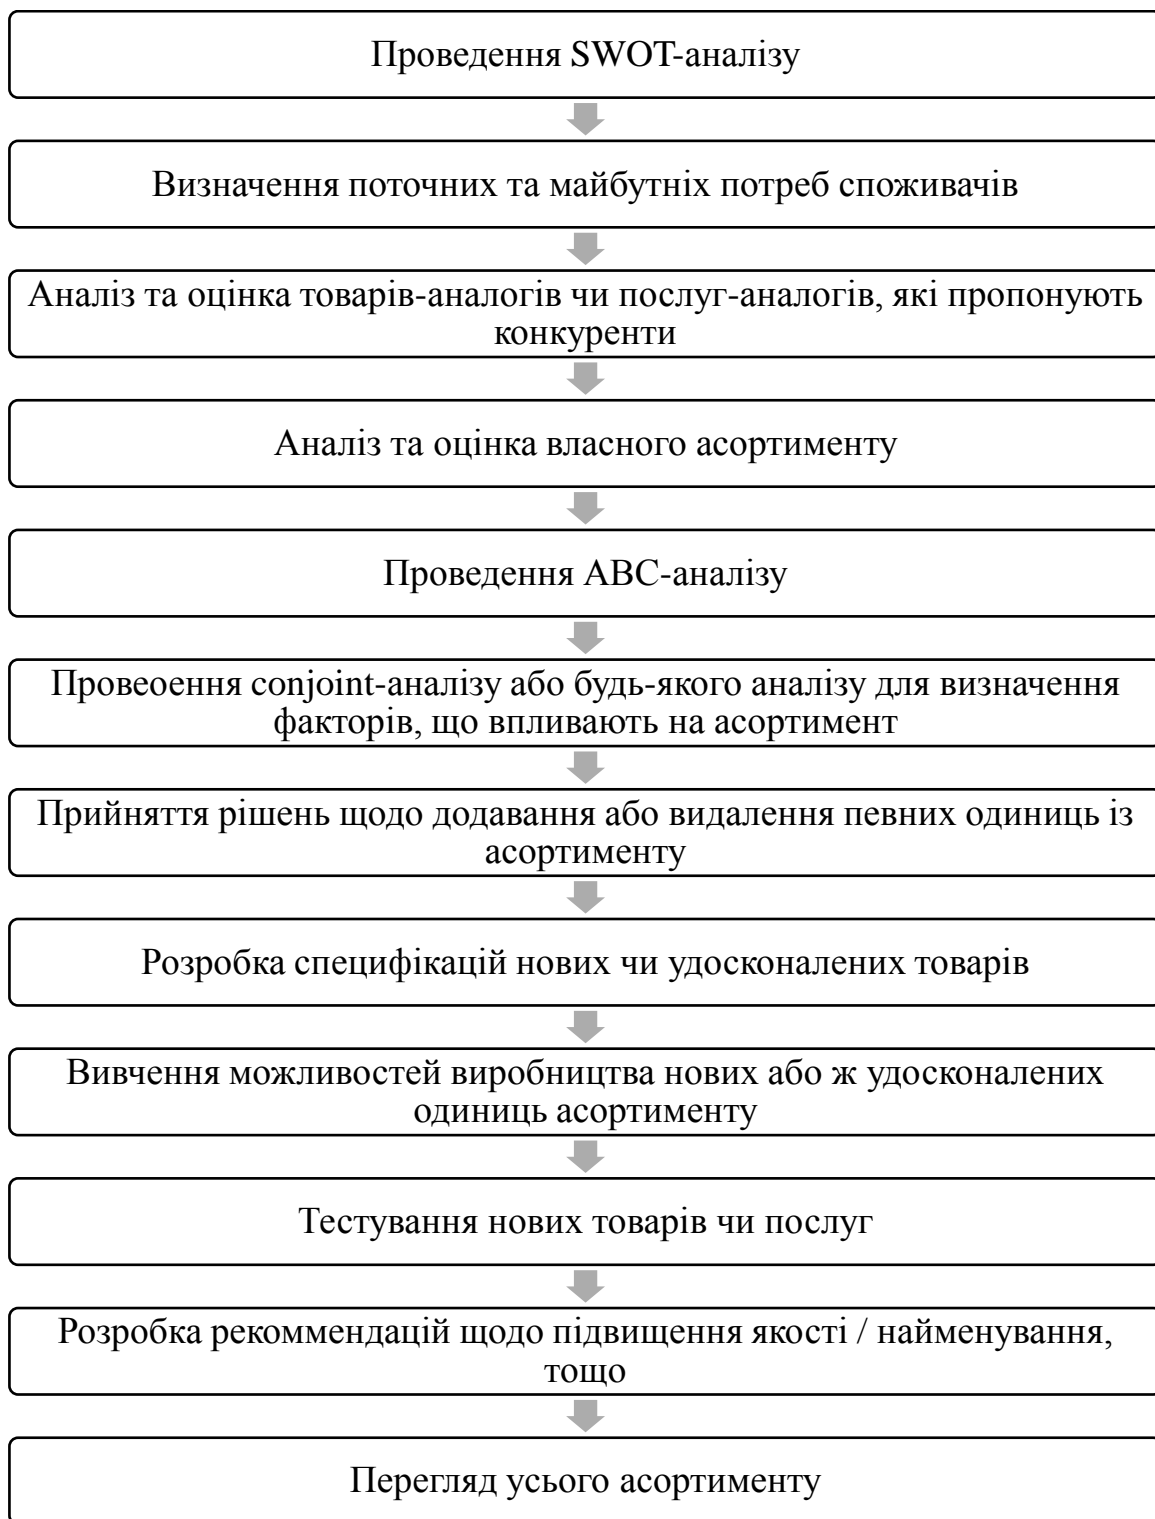 Проведення SWOT-аналізу
Визначення поточних та майбутніх потреб споживачів
Аналіз та оцінка товарів-аналогів чи послуг-аналогів, які пропонують
конкуренти
Аналіз та оцінка власного асортименту
Проведення АВС-аналізу
Провеоення conjoint-аналізу або будь-якого аналізу для визначення
факторів, що впливають на асортимент
Прийняття рішень щодо додавання або видалення певних одиниць із
асортименту
Розробка специфікацій нових чи удосконалених товарів
Вивчення можливостей виробництва нових або ж удосконалених
одиниць асортименту
Тестування нових товарів чи послуг
Розробка рекоммендацій щодо підвищення якості / найменування,
тощо
Перегляд усього асортименту